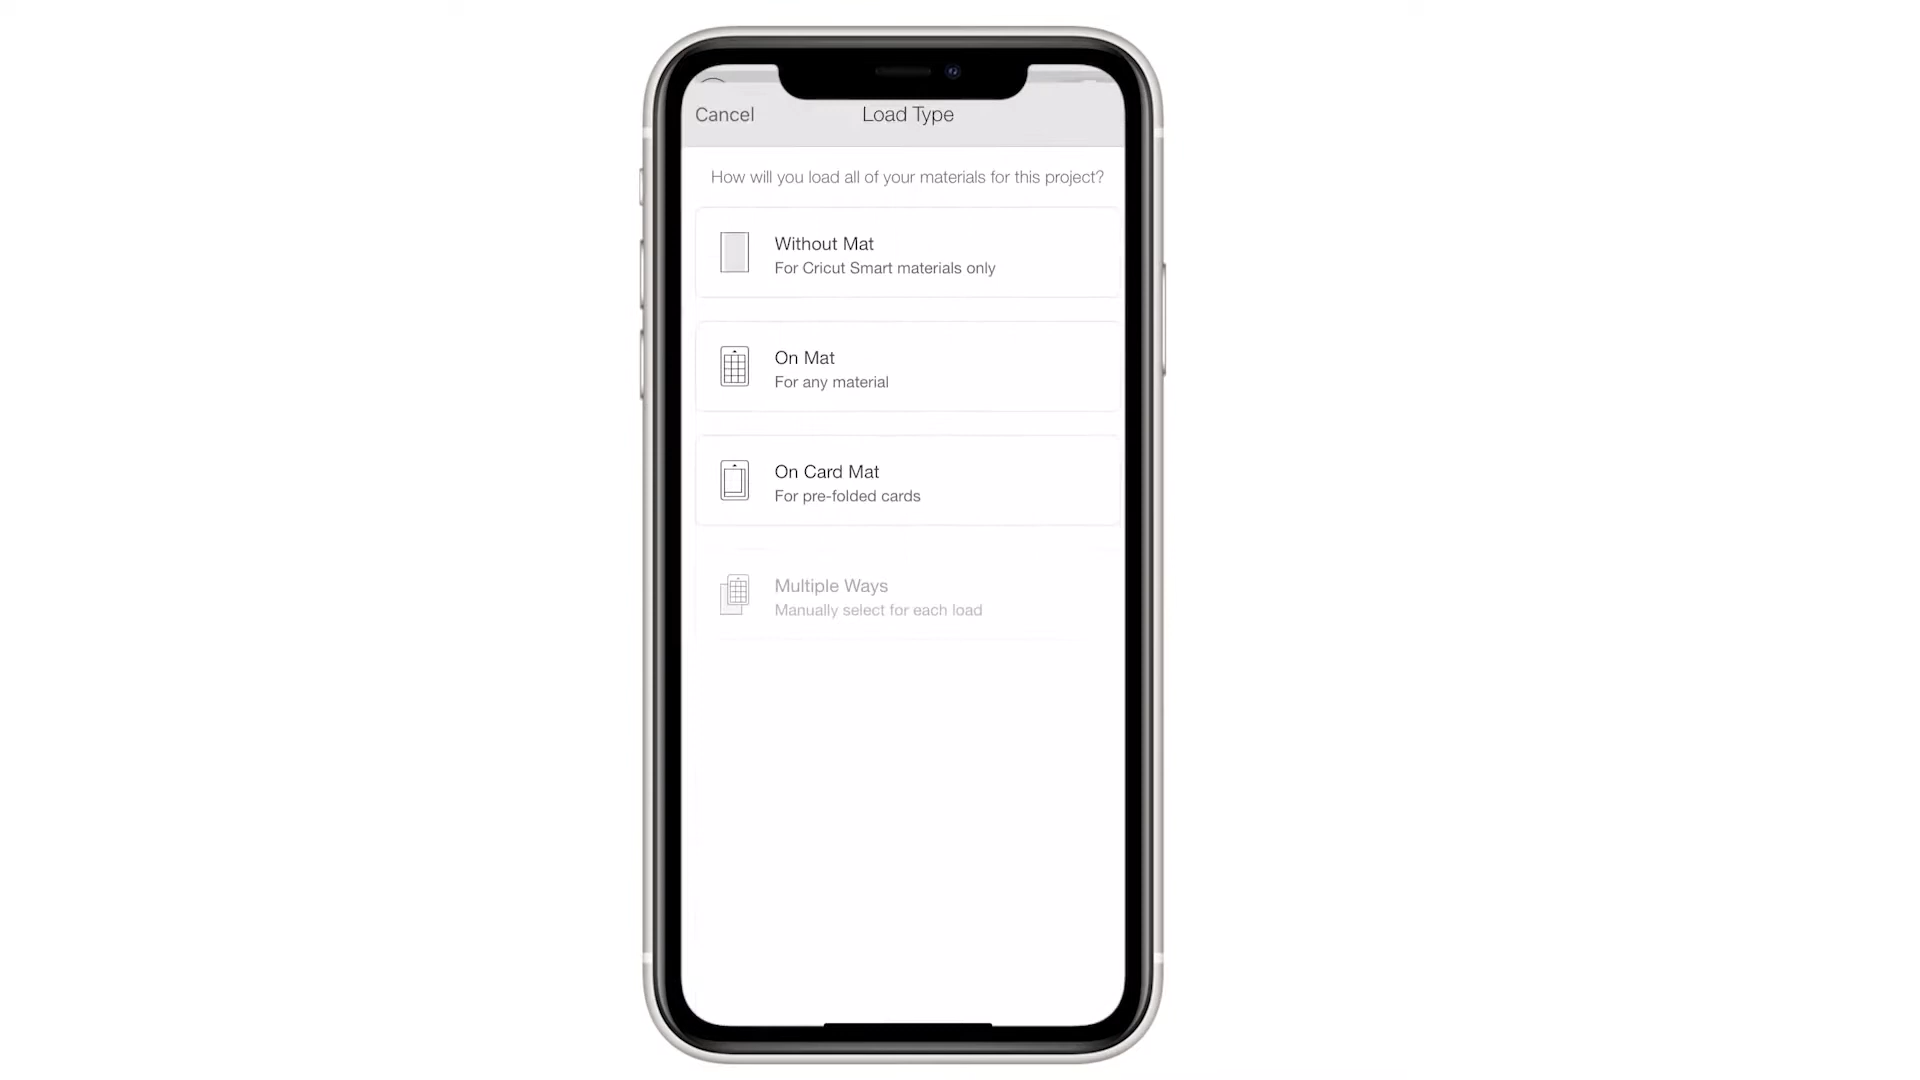 Cancel
Load Type
How will you load all of your materials for this project?
Without Mat
For Cricut Smart materials only
On Mat
For any material
On Card Mat
For pre-folded cards
Multiple Ways
Manually select for each load